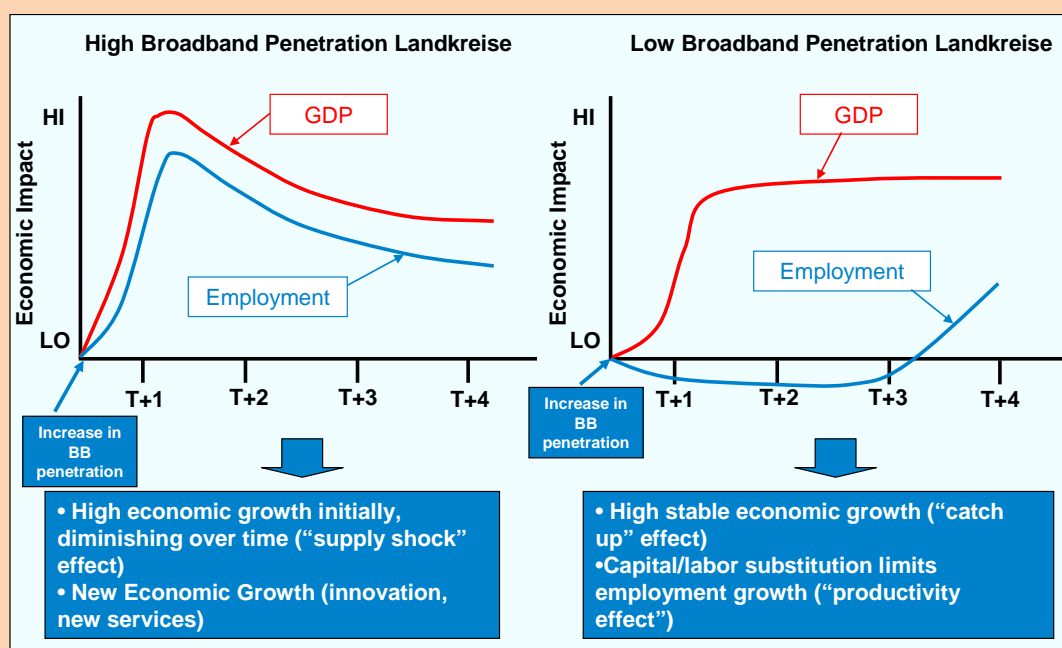 High Broadband Penetration Landkreise
HI
GDP
Economic Impact
Employment
LO
T+1 T+2 T+3 T+4
Increase in
BB
penetration
• High economic growth initially,
diminishing over time (“supply shock”
effect)
• New Economic Growth (innovation,
new services)
Low Broadband Penetration Landkreise
HI
GDP
Economic Impact
Employment
LO
T+1 T+2 T+3 T+4
Increase in
BB
penetration
• High stable economic growth (“catch
up” effect)
•Capital/labor substitution limits
employment growth (“productivity
effect”)